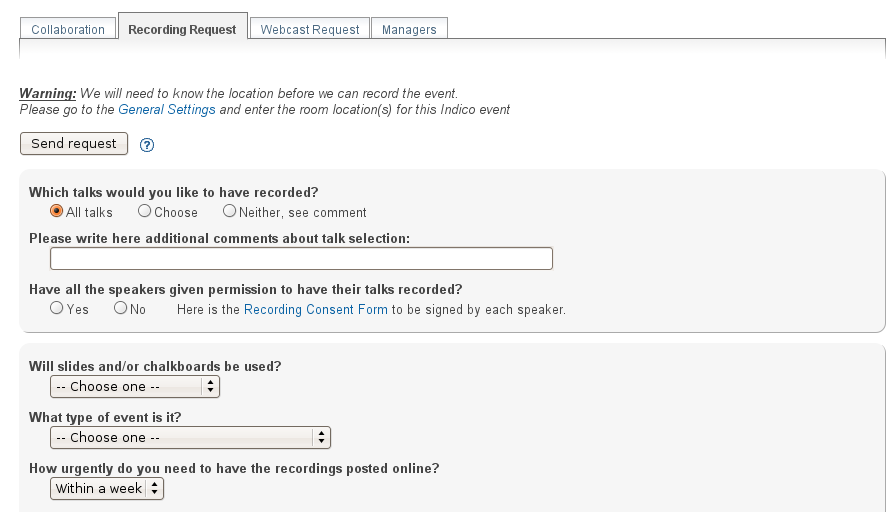 Collaboration Recording Request Webcast Request Managers
Warning: We will need to know the location before we can record the event.
Please go to the General Settings and enter the room location(s) for this Indico event
Send request ?
Which talks would you like to have recorded?
All talks Choose Neither, see comment
Please write here additional comments about talk selection:
Have all the speakers given permission to have their talks recorded?
Yes No Here is the Recording Consent Form to be signed by each speaker.
Will slides and/or chalkboards be used?
-- Choose one --
What type of event is it?
-- Choose one --
How urgently do you need to have the recordings posted online?
Within a week